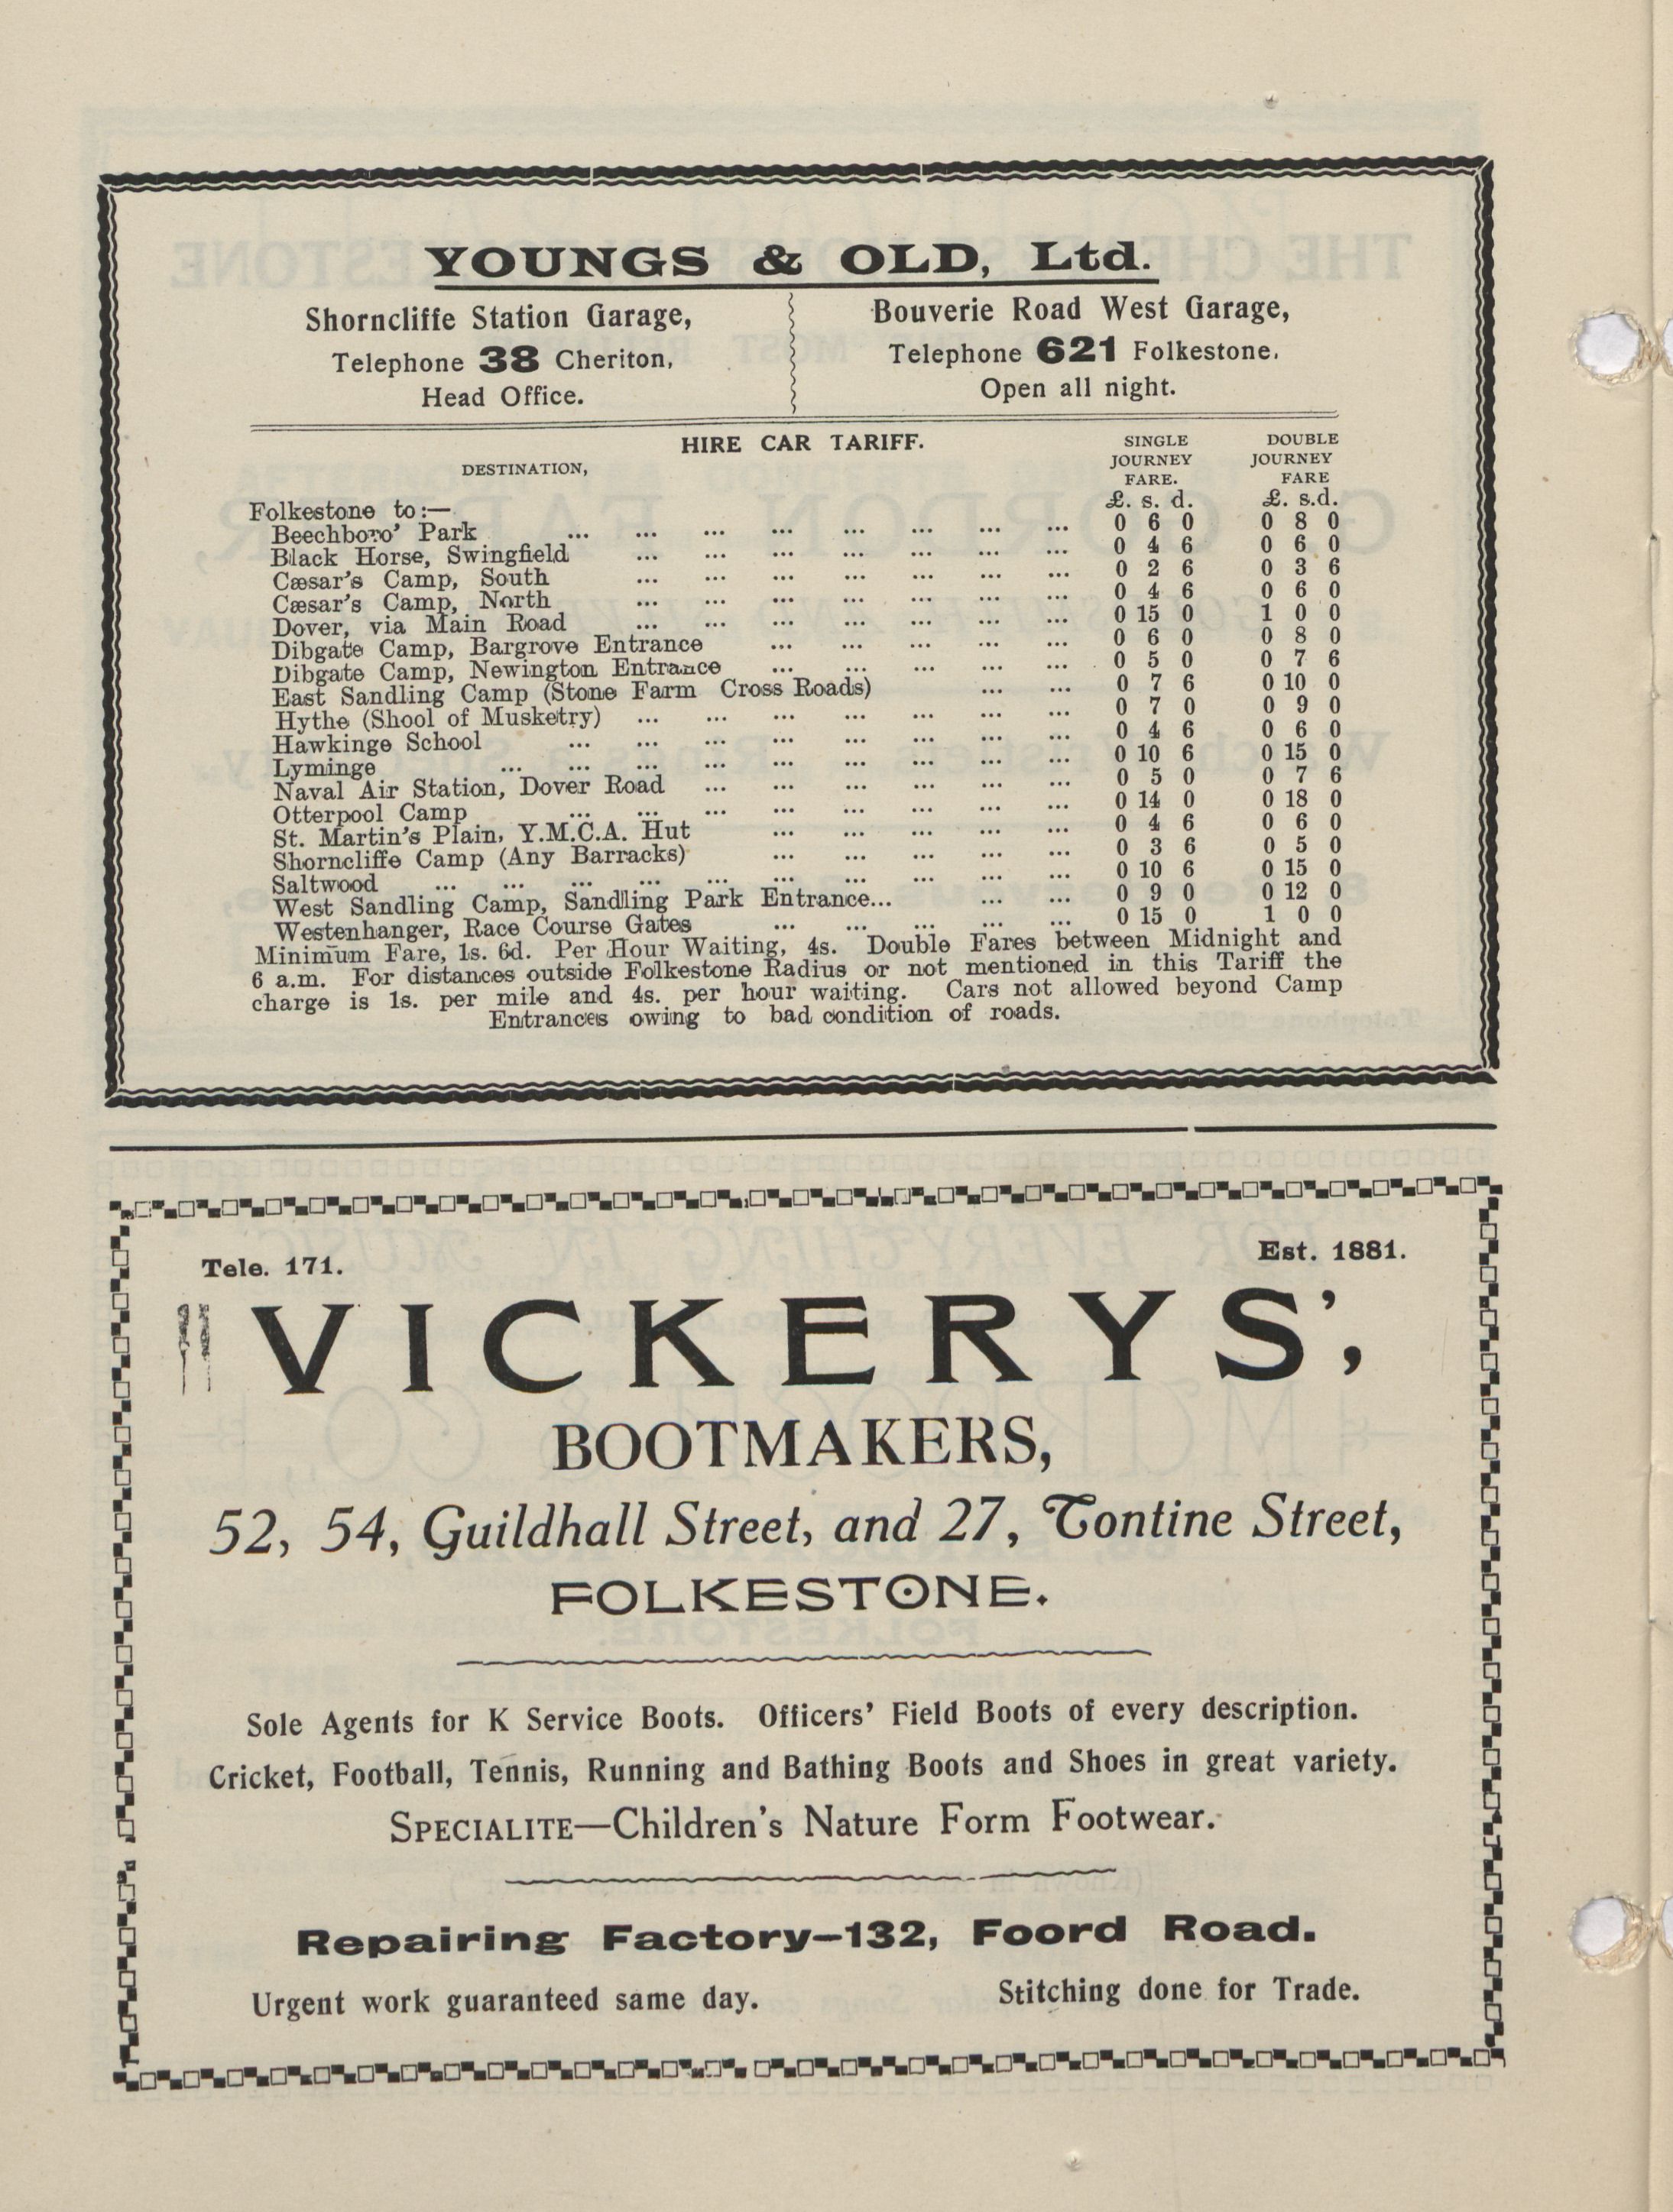 YOUNGS & OLD, Ltd.
Shorncliffe Station Garage,
Telephone 38 Cheriton,
Head Office.
Bouverie Road West Garage,
Telephone 621 Folkestone.
Open all night.
HIRE CAR TARIFF.
DESTINATION,
SINGLE
JOURNEY
FARE.
DOUBLE
JOURNEY
FARE
Folkestone to:— £. s. d. £. s.d.
Beechboro' Park ... ... ... ... ... ... ... ... 0 6 0 0 8 0
Black Horse, Swingfield ... ... ... ... ... ... ... 0 4 6 0 6 0
Cæsar's Camp, South ... ... ... ... ... ... ... 0 2 6 0 3 6
Cæsar's Camp, North ... ... ... ... ... ... ... 0 4 6 0 6 0
Dover, via Main Road ... ... ... ... ... ... ... 0 15 0 1 0 0
Dibgate Camp, Bargrove Entrance ... ... ... ... ... 0 6 0 0 8 0
Dibgate Camp, Newington Entrance ... ... ... ... ... 0 5 0 0 7 6
East Sandling Camp (Stone Farm Cross Roads) ... ... 0 7 6 0 10 0
Hythe (Shool of Musketry) ... ... ... ... ... ... ... 0 7 0 0 9 0
Hawkinge School ... ... ... ... ... ... ... ... 0 4 6 0 6 0
Lyminge ... ... ... ... ... ... ... ... ... 0 10 6 0 15 0
Naval Air Station, Dover Road ... ... ... ... ... ... 0 5 0 0 7 6
Otterpool Camp ... ... ... ... ... ... ... ... 0 14 0 0 18 0
St. Martin's Plain, Y.M.C.A. Hut ... ... ... ... ... 0 4 6 0 6 0
Shorncliffe Camp (Any Barracks) ... ... ... ... ... 0 3 6 0 5 0
Saltwood ... ... ... ... ... ... ... ... ... ... 0 10 6 0 15 0
West Sandling Camp, Sandling Park Entrance... ... ... 0 9 0 0 12 0
Westenhanger, Race Course Gates ... ... ... ... ... 0 15 0 1 0 0
Minimum Fare, 1s. 6d. Per Hour Waiting, 4s. Double Fares between Midnight and
6 a.m. For distances outside Folkestone Radius or not mentioned in this Tariff the
charge is 1s. per mile and 4s. per hour waiting. Cars not allowed beyond Camp
Entrances owing to bad condition of roads.
Tele. 171.
Est. 1881.
VICKERYS',
BOOTMAKERS,
52, 54, Guildhall Street, and 27, Tontine Street,
FOLKESTONE.
Sole Agents for K Service Boots. Officers' Field Boots of every description.
Cricket, Football, Tennis, Running and Bathing Boots and Shoes in great variety.
SPECIALITE—Children's Nature Form Footwear.
Repairing Factory—132, Foord Road.
Urgent work guaranteed same day.
Stitching done for Trade.